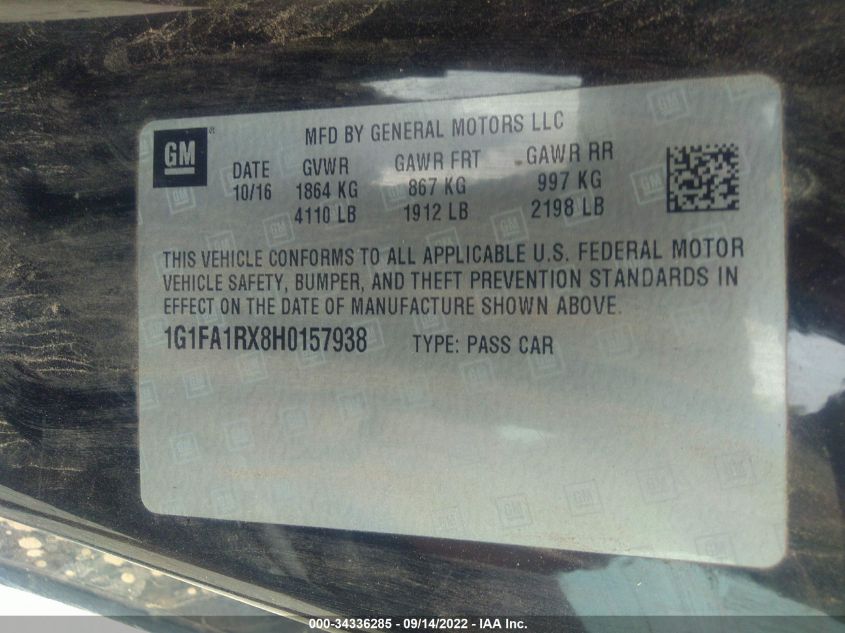 GM ®
MFD BY GENERAL MOTORS LLC
DATE GVWR GAWR FRT GAWR RR
10/16 1864 KG 867 KG 997 KG
4110 LB 1912 LB 2198 LB
THIS VEHICLE CONFORMS TO ALL APPLICABLE U.S. FEDERAL MOTOR
VEHICLE SAFETY, BUMPER, AND THEFT PREVENTION STANDARDS IN
EFFECT ON THE DATE OF MANUFACTURE SHOWN ABOVE.
1G1FA1RX8H0157938 TYPE: PASS CAR
000-34336285 - 09/14/2022 - IAA Inc.